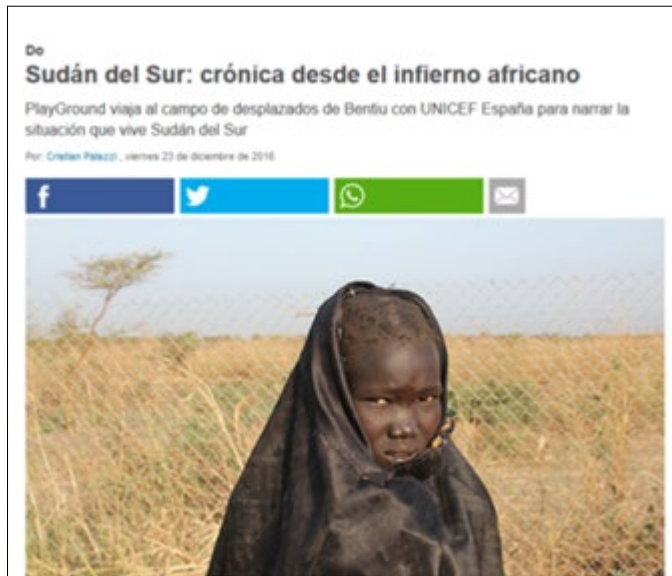 Do
Sudán del Sur: crónica desde el infierno africano
PlayGround viaja al campo de desplazados de Bentiu con UNICEF España para narrar la
situación que vive Sudán del Sur
Por: Cristian Palazzi , viernes 23 de diciembre de 2016